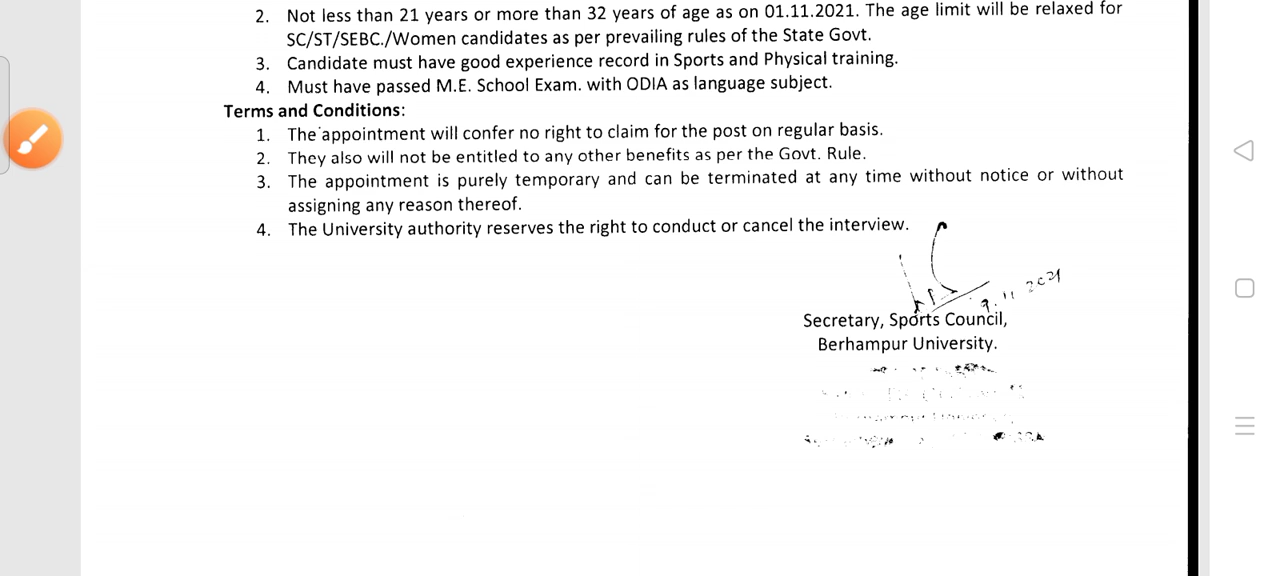 2. Not less than 21 years or more than 32 years of age as on 01.11.2021. The age limit will be relaxed for
SC/ST/SEBC./Women candidates as per prevailing rules of the State Govt.
3. Candidate must have good experience record in Sports and Physical training.
4. Must have passed M.E. School Exam. with ODIA as language subject.
Terms and Conditions:
1. The appointment will confer no right to claim for the post on regular basis.
2. They also will not be entitled to any other benefits as per the Govt. Rule.
3. The appointment is purely temporary and can be terminated at any time without notice or without
assigning any reason thereof.
4. The University authority reserves the right to conduct or cancel the interview.
11 2021
Secretary, Sports Council,
Berhampur University.